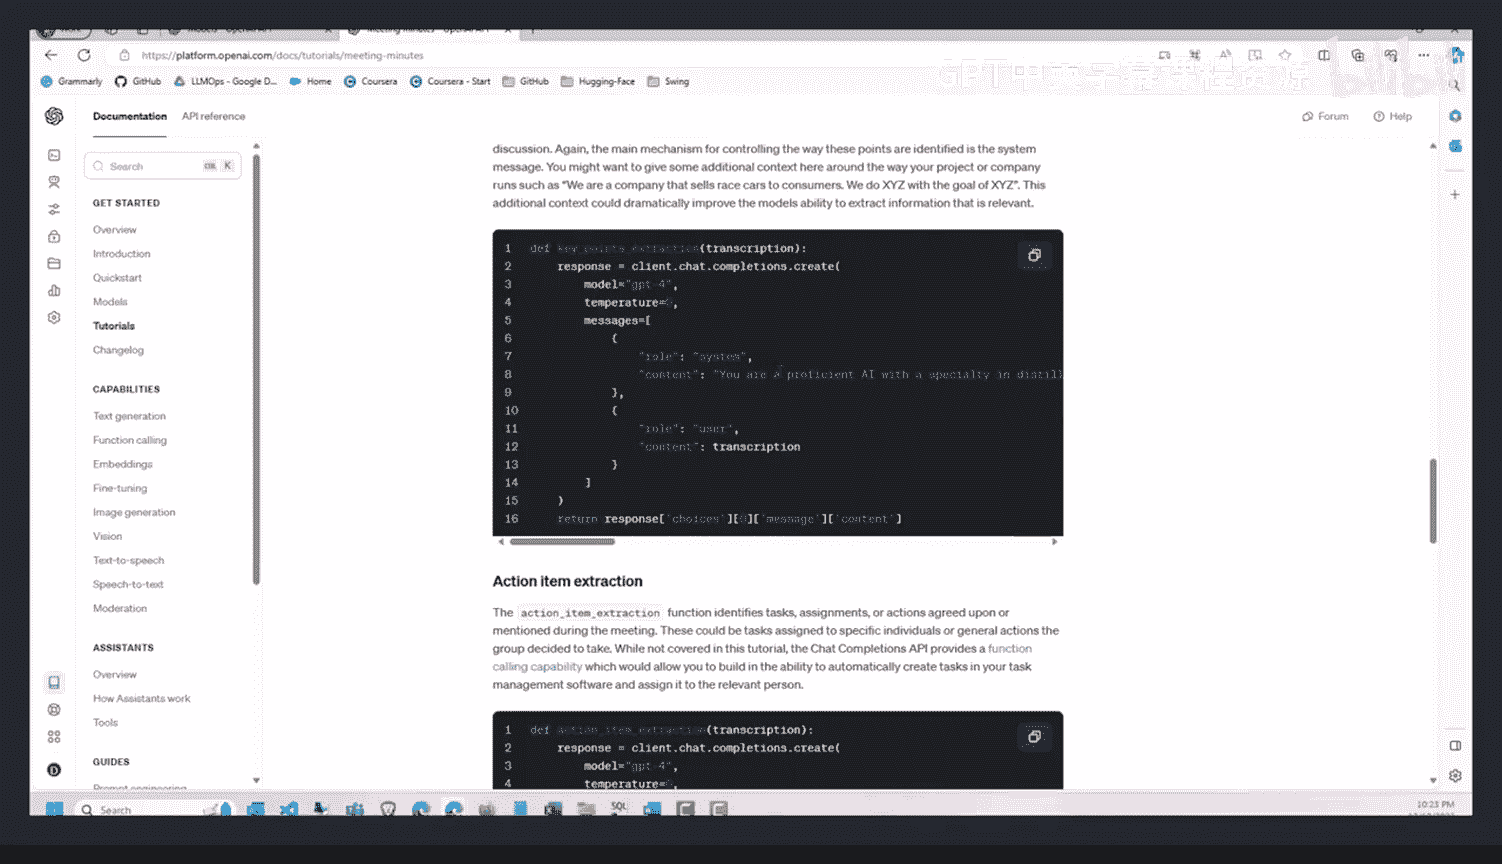 https://platform.openai.com/docs/tutorials/meeting-minutes
Grammarly
GitHub
LLMOps - Google D...
Home
Coursera
Coursera - Start
GitHub
Hugging-Face
Swing
Documentation
API reference
Forum
Help
Search
K
GET STARTED
Overview
Introduction
Quickstart
Models
Tutorials
Changelog
CAPABILITIES
Text generation
Function calling
Embeddings
Fine-tuning
Image generation
Vision
Text-to-speech
Speech-to-text
Moderation
ASSISTANTS
Overview
How Assistants work
Tools
GUIDES
Prompt engineering
discussion. Again, the main mechanism for controlling the way these points are identified is the system
message. You might want to give some additional context here around the way your project or company
runs such as "We are a company that sells race cars to consumers. We do XYZ with the goal of XYZ". This
additional context could dramatically improve the models ability to extract information that is relevant.
1 def key_points_extraction(transcription):
2 response = client.chat.completions.create(
3 model="gpt-4",
4 temperature=0,
5 messages=[
6 {
7 "role": "system",
8 "content": "You are a proficient AI with a specialty in distill
9 },
10 {
11 "role": "user",
12 "content": transcription
13 }
14 ]
15 )
16 return response['choices'][0]['message']['content']
Action item extraction
The action_item_extraction function identifies tasks, assignments, or actions agreed upon or
mentioned during the meeting. These could be tasks assigned to specific individuals or general actions the
group decided to take. While not covered in this tutorial, the Chat Completions API provides a function
calling capability which would allow you to build in the ability to automatically create tasks in your task
management software and assign it to the relevant person.
1 def action_item_extraction(transcription):
2 response = client.chat.completions.create(
3 model="gpt-4",
4 temperature=0,
Search
SQL
10:23 PM